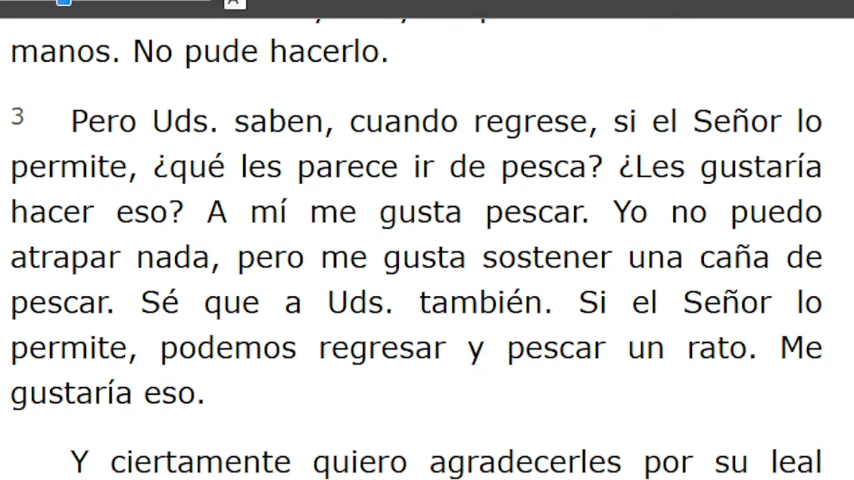 manos. No pude hacerlo.
3 Pero Uds. saben, cuando regrese, si el Señor lo
permite, ¿qué les parece ir de pesca? ¿Les gustaría
hacer eso? A mí me gusta pescar. Yo no puedo
atrapar nada, pero me gusta sostener una caña de
pescar. Sé que a Uds. también. Si el Señor lo
permite, podemos regresar y pescar un rato. Me
gustaría eso.
Y ciertamente quiero agradecerles por su leal